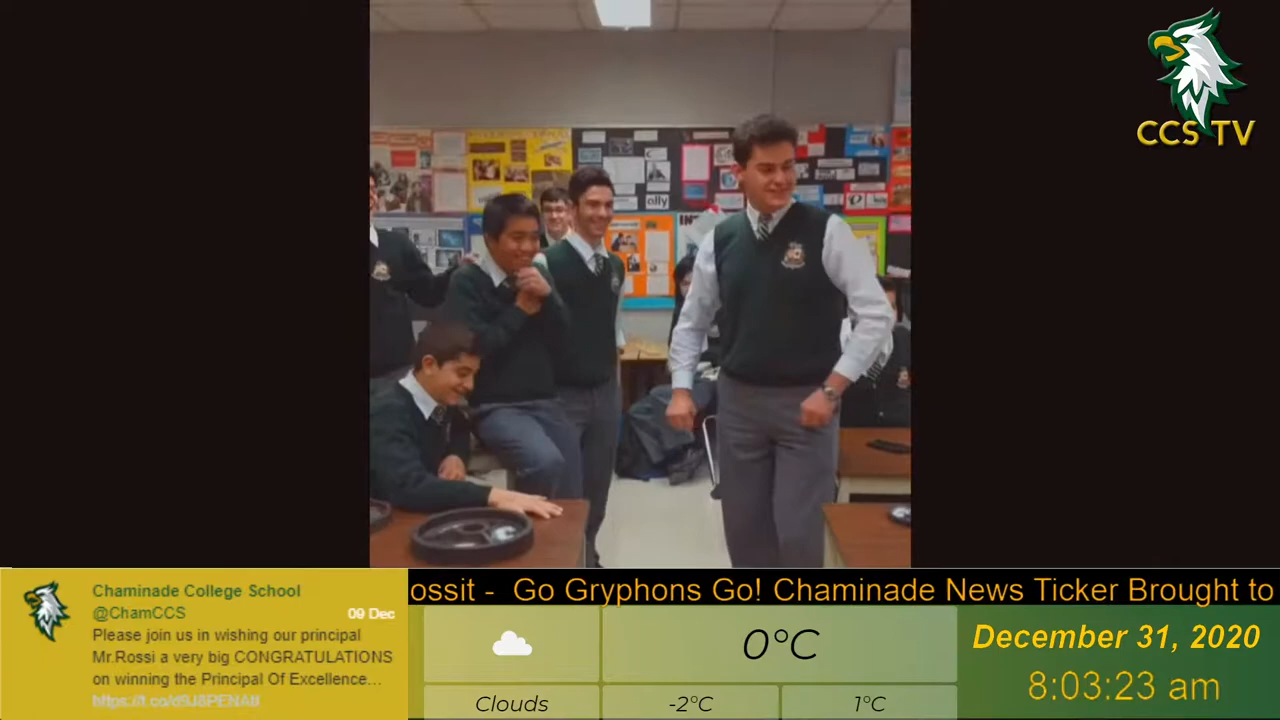 CCS TV
ally
Chaminade College School
@ChamCCS
09 Dec
Please join us in wishing our principal
Mr.Rossi a very big CONGRATULATIONS
on winning the Principal Of Excellence...
ossit - Go Gryphons Go! Chaminade News Ticker Brought to
0°C
Clouds
-2°C
1°C
December 31, 2020
8:03:23 am